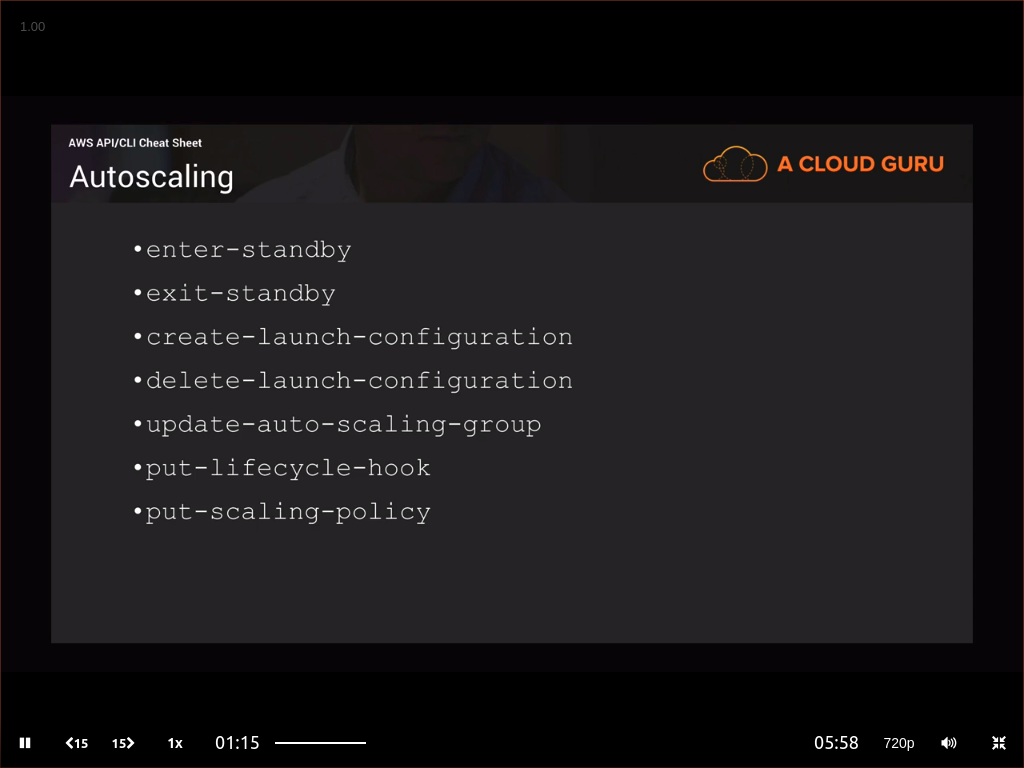 1.00
AWS API/CLI Cheat Sheet
Autoscaling
A CLOUD GURU
•enter-standby
•exit-standby
•create-launch-configuration
•delete-launch-configuration
•update-auto-scaling-group
•put-lifecycle-hook
•put-scaling-policy
15 15 1x 01:15 05:58 720p